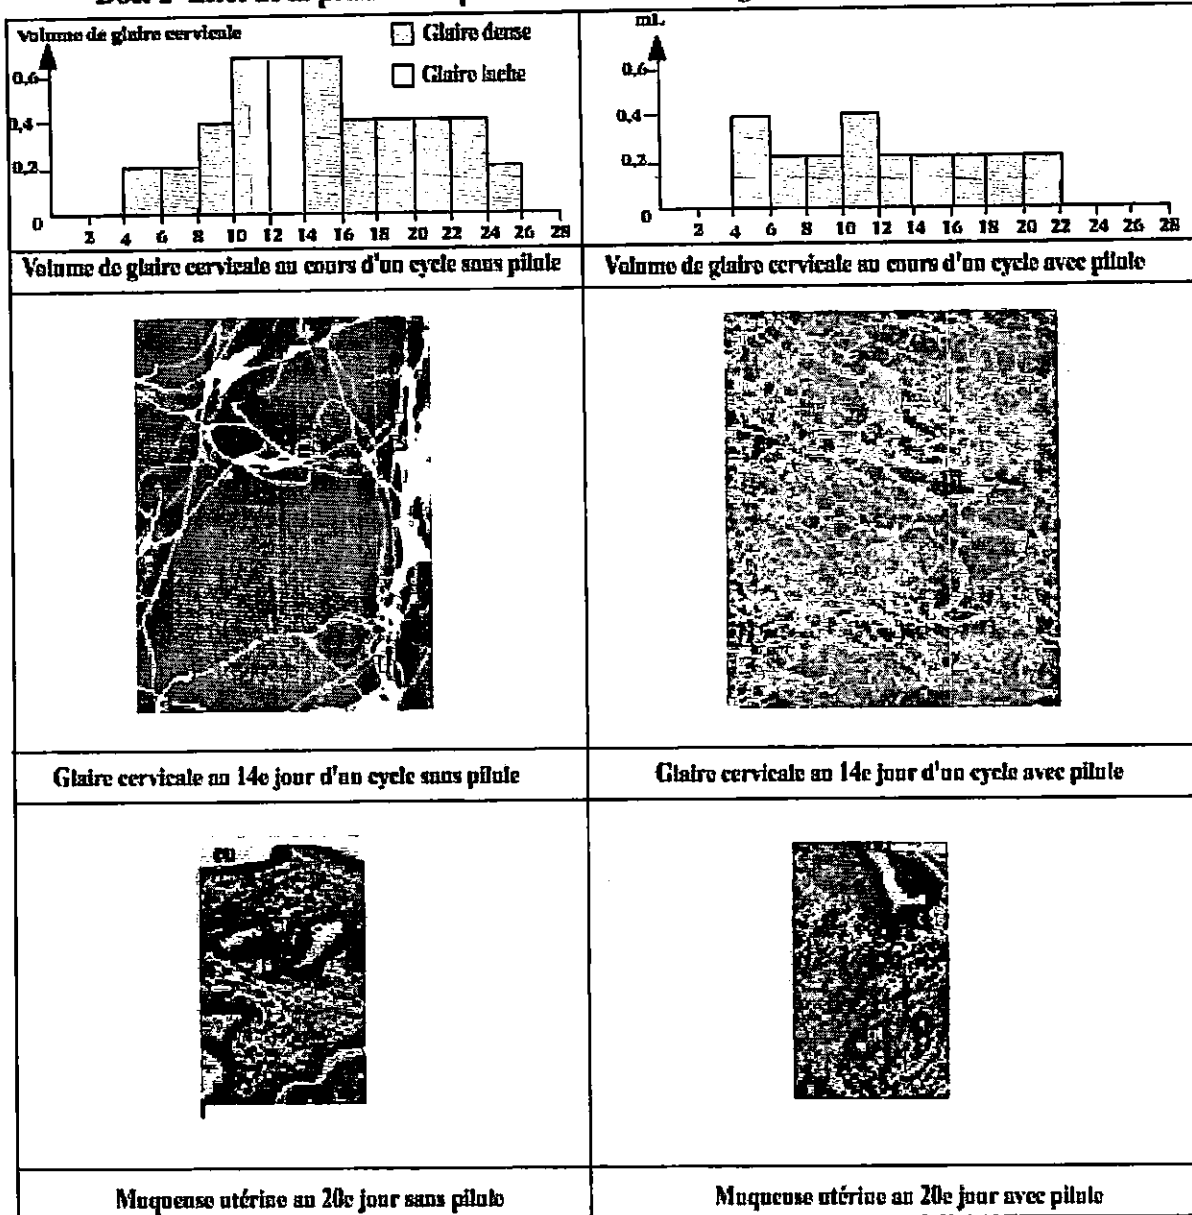 Volume de glaire cervicale
Glaire dense
Glaire lache
0,6
0,4
0,2
0
2 4 6 8 10 12 14 16 18 20 22 24 26 28
mL
0,6
0,4
0,2
0
2 4 6 8 10 12 14 16 18 20 22 24 26 28
Volume de glaire cervicale au cours d'un cycle sans pilule
Volume de glaire cervicale au cours d'un cycle avec pilule
Glaire cervicale au 14e jour d'un cycle sans pilule
Glaire cervicale au 14e jour d'un cycle avec pilule
eu
Muqueuse utérine au 20e jour sans pilule
Muqueuse utérine au 20e jour avec pilule